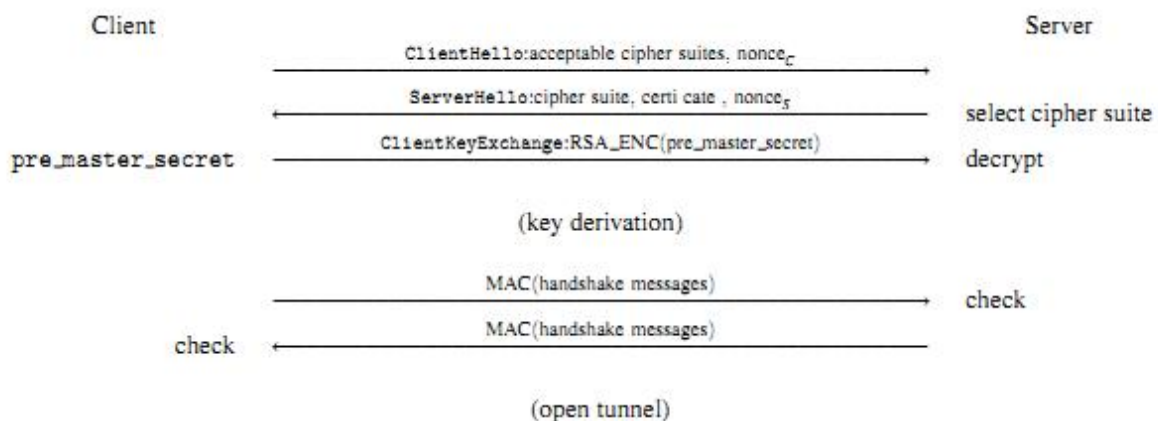 Client Server
ClientHello:acceptable cipher suites, nonce_C
ServerHello:cipher suite, certi cate , nonce_S
select cipher suite
ClientKeyExchange:RSA_ENC(pre_master_secret)
pre_master_secret decrypt
(key derivation)
MAC(handshake messages)
check
MAC(handshake messages)
check
(open tunnel)